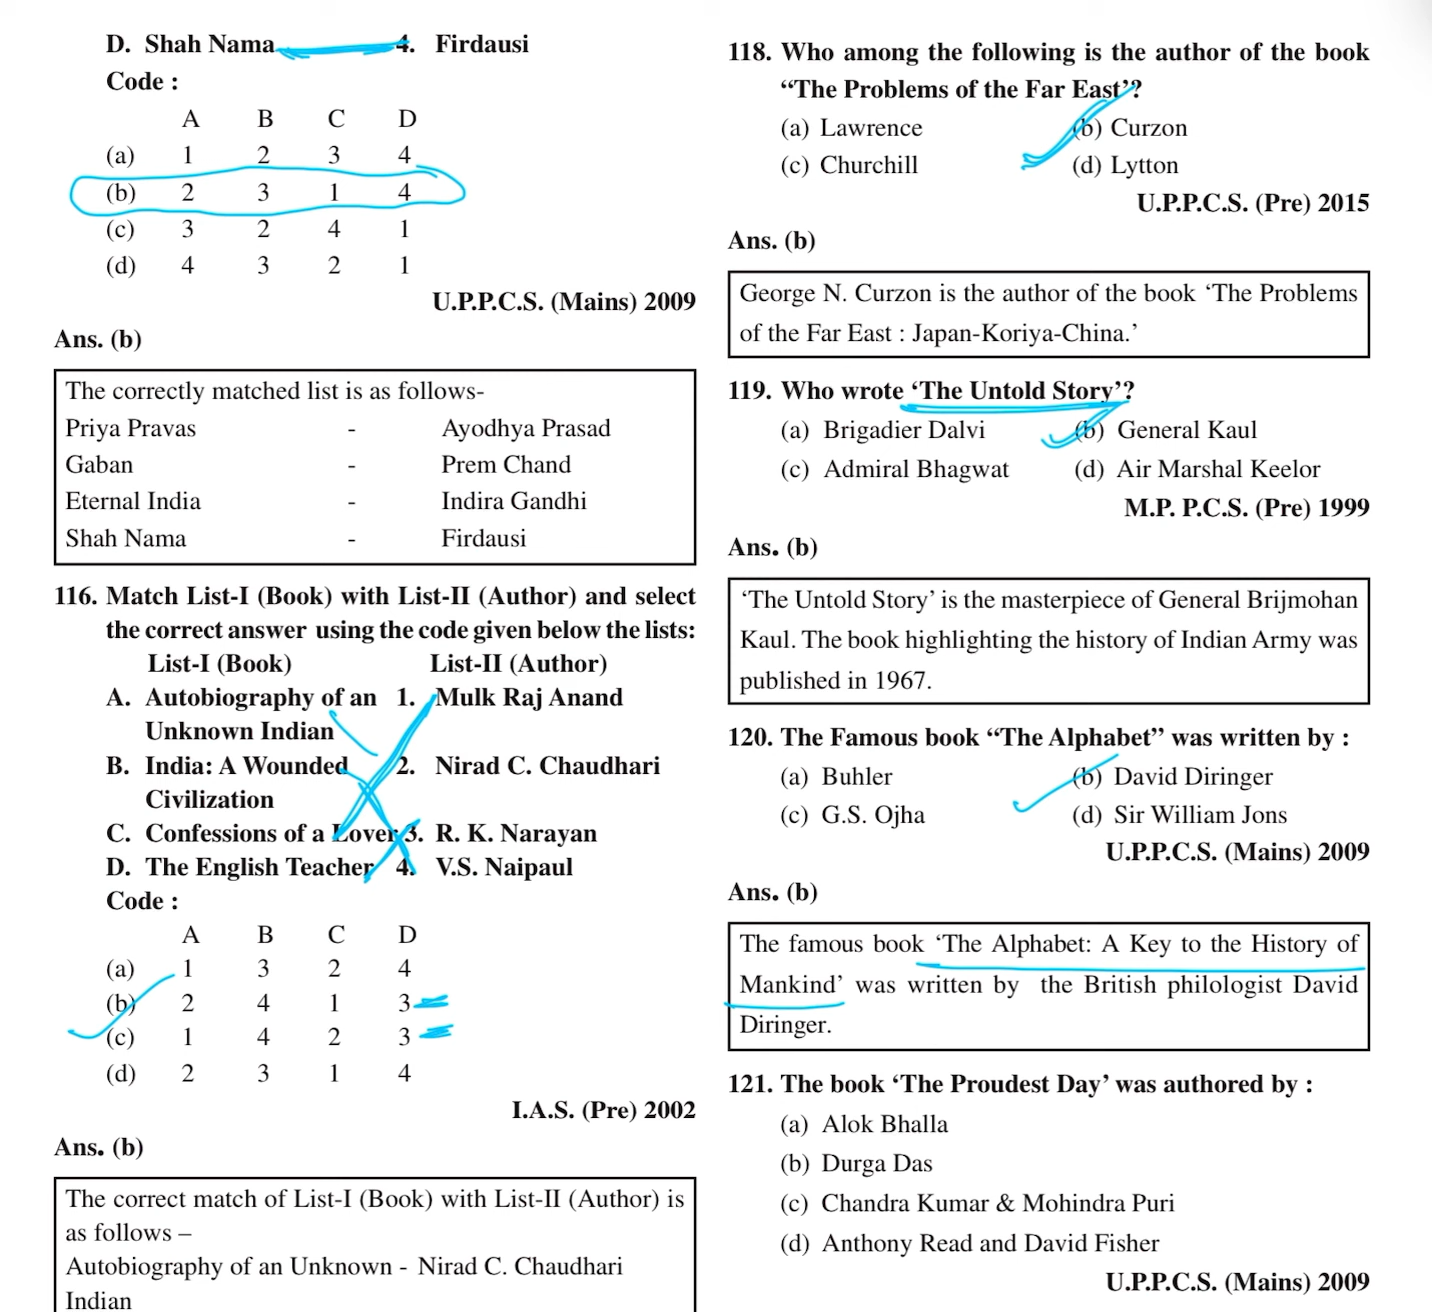 D. Shah Nama 4. Firdausi
Code :
A B C D
(a) 1 2 3 4
(b) 2 3 1 4
(c) 3 2 4 1
(d) 4 3 2 1
U.P.P.C.S. (Mains) 2009
Ans. (b)
The correctly matched list is as follows-
Priya Pravas - Ayodhya Prasad
Gaban - Prem Chand
Eternal India - Indira Gandhi
Shah Nama - Firdausi
116. Match List-I (Book) with List-II (Author) and select
the correct answer using the code given below the lists:
List-I (Book) List-II (Author)
A. Autobiography of an 1. Mulk Raj Anand
Unknown Indian
B. India: A Wounded 2. Nirad C. Chaudhari
Civilization
C. Confessions of a Lover 3. R. K. Narayan
D. The English Teacher 4. V.S. Naipaul
Code :
A B C D
(a) 1 3 2 4
(b) 2 4 1 3
(c) 1 4 2 3
(d) 2 3 1 4
I.A.S. (Pre) 2002
Ans. (b)
The correct match of List-I (Book) with List-II (Author) is
as follows –
Autobiography of an Unknown - Nirad C. Chaudhari
Indian
118. Who among the following is the author of the book
“The Problems of the Far East”?
(a) Lawrence (b) Curzon
(c) Churchill (d) Lytton
U.P.P.C.S. (Pre) 2015
Ans. (b)
George N. Curzon is the author of the book ‘The Problems
of the Far East : Japan-Koriya-China.’
119. Who wrote ‘The Untold Story’?
(a) Brigadier Dalvi (b) General Kaul
(c) Admiral Bhagwat (d) Air Marshal Keelor
M.P. P.C.S. (Pre) 1999
Ans. (b)
‘The Untold Story’ is the masterpiece of General Brijmohan
Kaul. The book highlighting the history of Indian Army was
published in 1967.
120. The Famous book “The Alphabet” was written by :
(a) Buhler (b) David Diringer
(c) G.S. Ojha (d) Sir William Jons
U.P.P.C.S. (Mains) 2009
Ans. (b)
The famous book ‘The Alphabet: A Key to the History of
Mankind’ was written by the British philologist David
Diringer.
121. The book ‘The Proudest Day’ was authored by :
(a) Alok Bhalla
(b) Durga Das
(c) Chandra Kumar & Mohindra Puri
(d) Anthony Read and David Fisher
U.P.P.C.S. (Mains) 2009